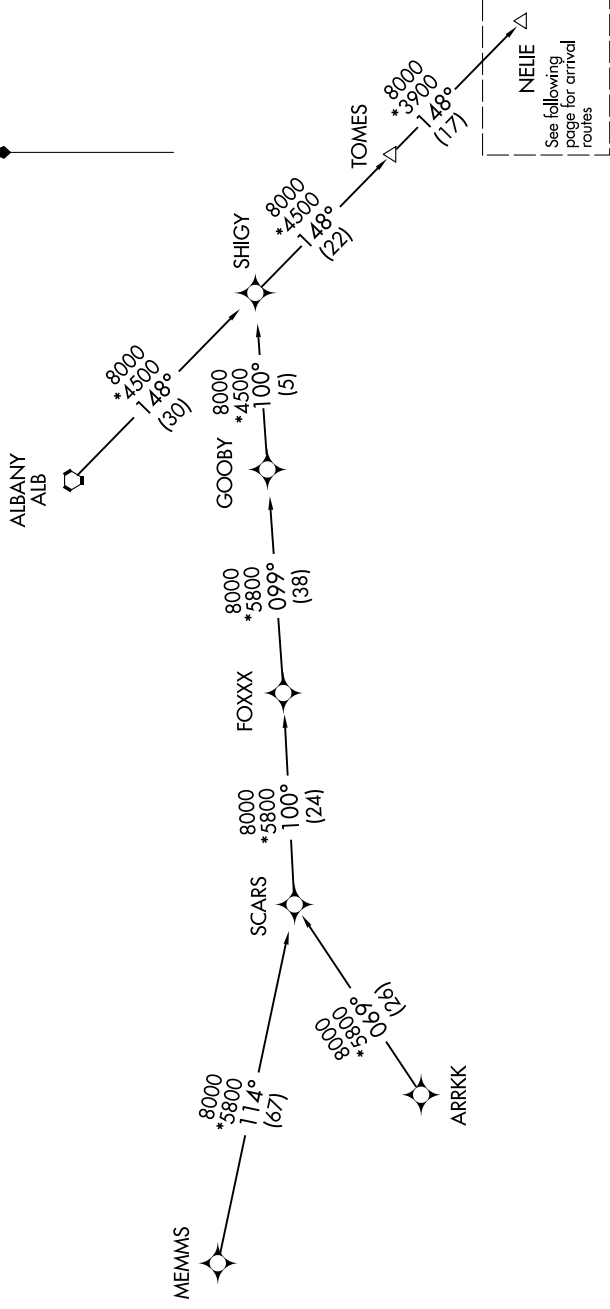 ALBANY
ALB
8000
*4500
148°
(30)
SHIGY
8000
*4500
148°
(22)
TOMES
8000
*3900
148°
(17)
NELIE
See following
page for arrival
routes
MEMMS
8000
*5800
114°
(67)
ARRKK
8000
*5800
069°
(26)
SCARS
8000
*5800
100°
(24)
FOXXX
8000
*5800
099°
(38)
GOOBY
8000
*4500
100°
(5)